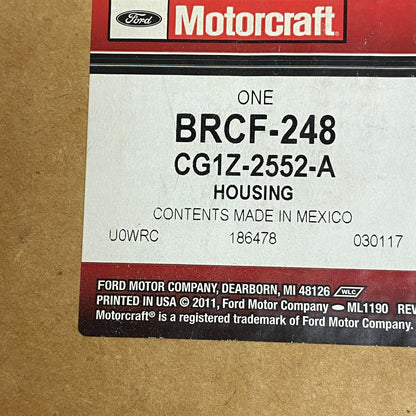 Ford Motorcraft®
ONE
BRCF-248
CG1Z-2552-A
HOUSING
CONTENTS MADE IN MEXICO
U0WRC 186478 030117
FORD MOTOR COMPANY, DEARBORN, MI 48126 WLC
PRINTED IN USA © 2011, Ford Motor Company ML1190 REV
Motorcraft® is a registered trademark of Ford Motor Company.